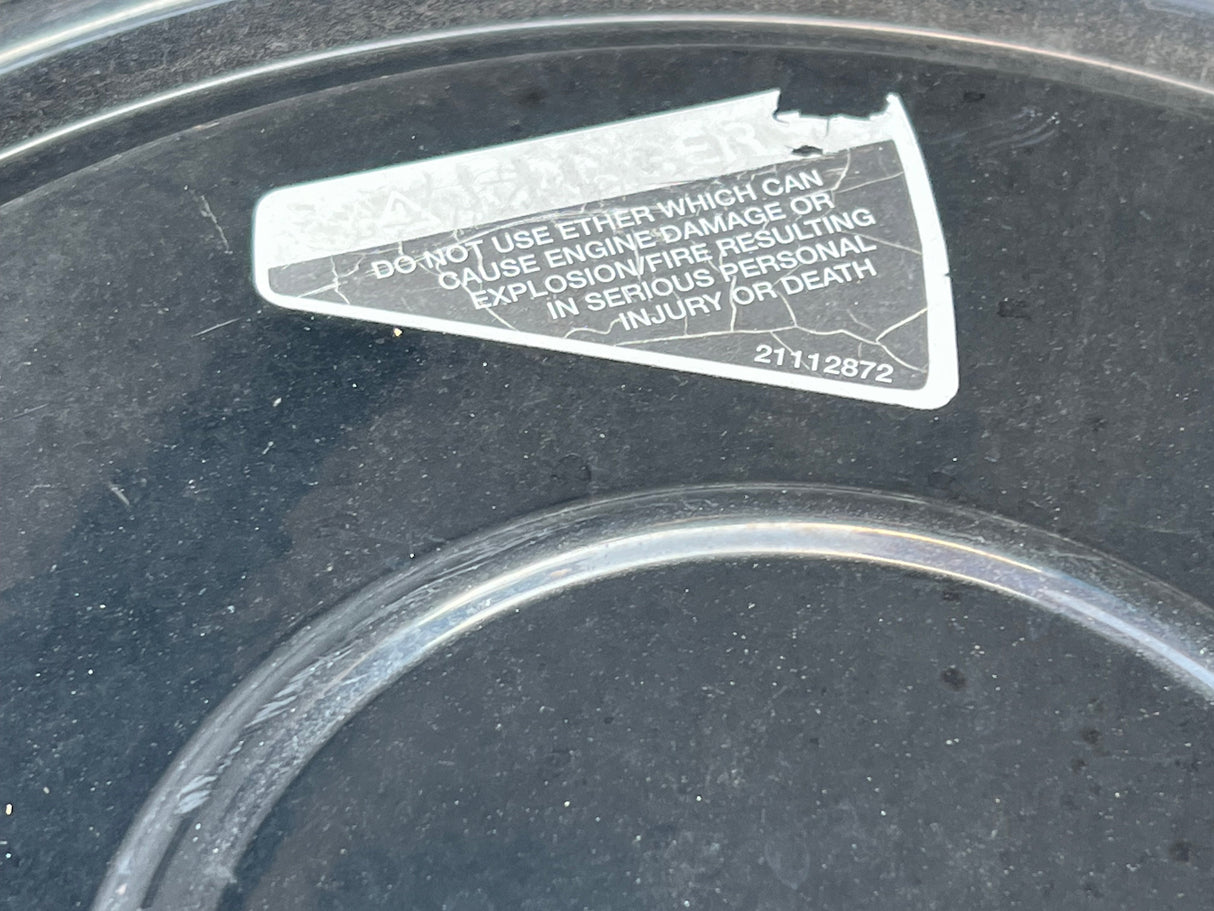 DANGER
DO NOT USE ETHER WHICH CAN
CAUSE ENGINE DAMAGE OR
EXPLOSION/FIRE RESULTING
IN SERIOUS PERSONAL
INJURY OR DEATH
21112872